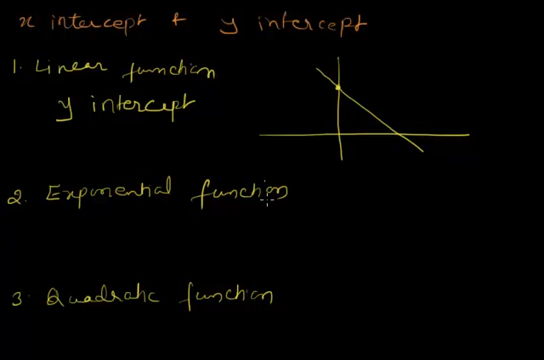 x intercept + y intercept
1. Linear function
y intercept
2. Exponential function
3. Quadratic function